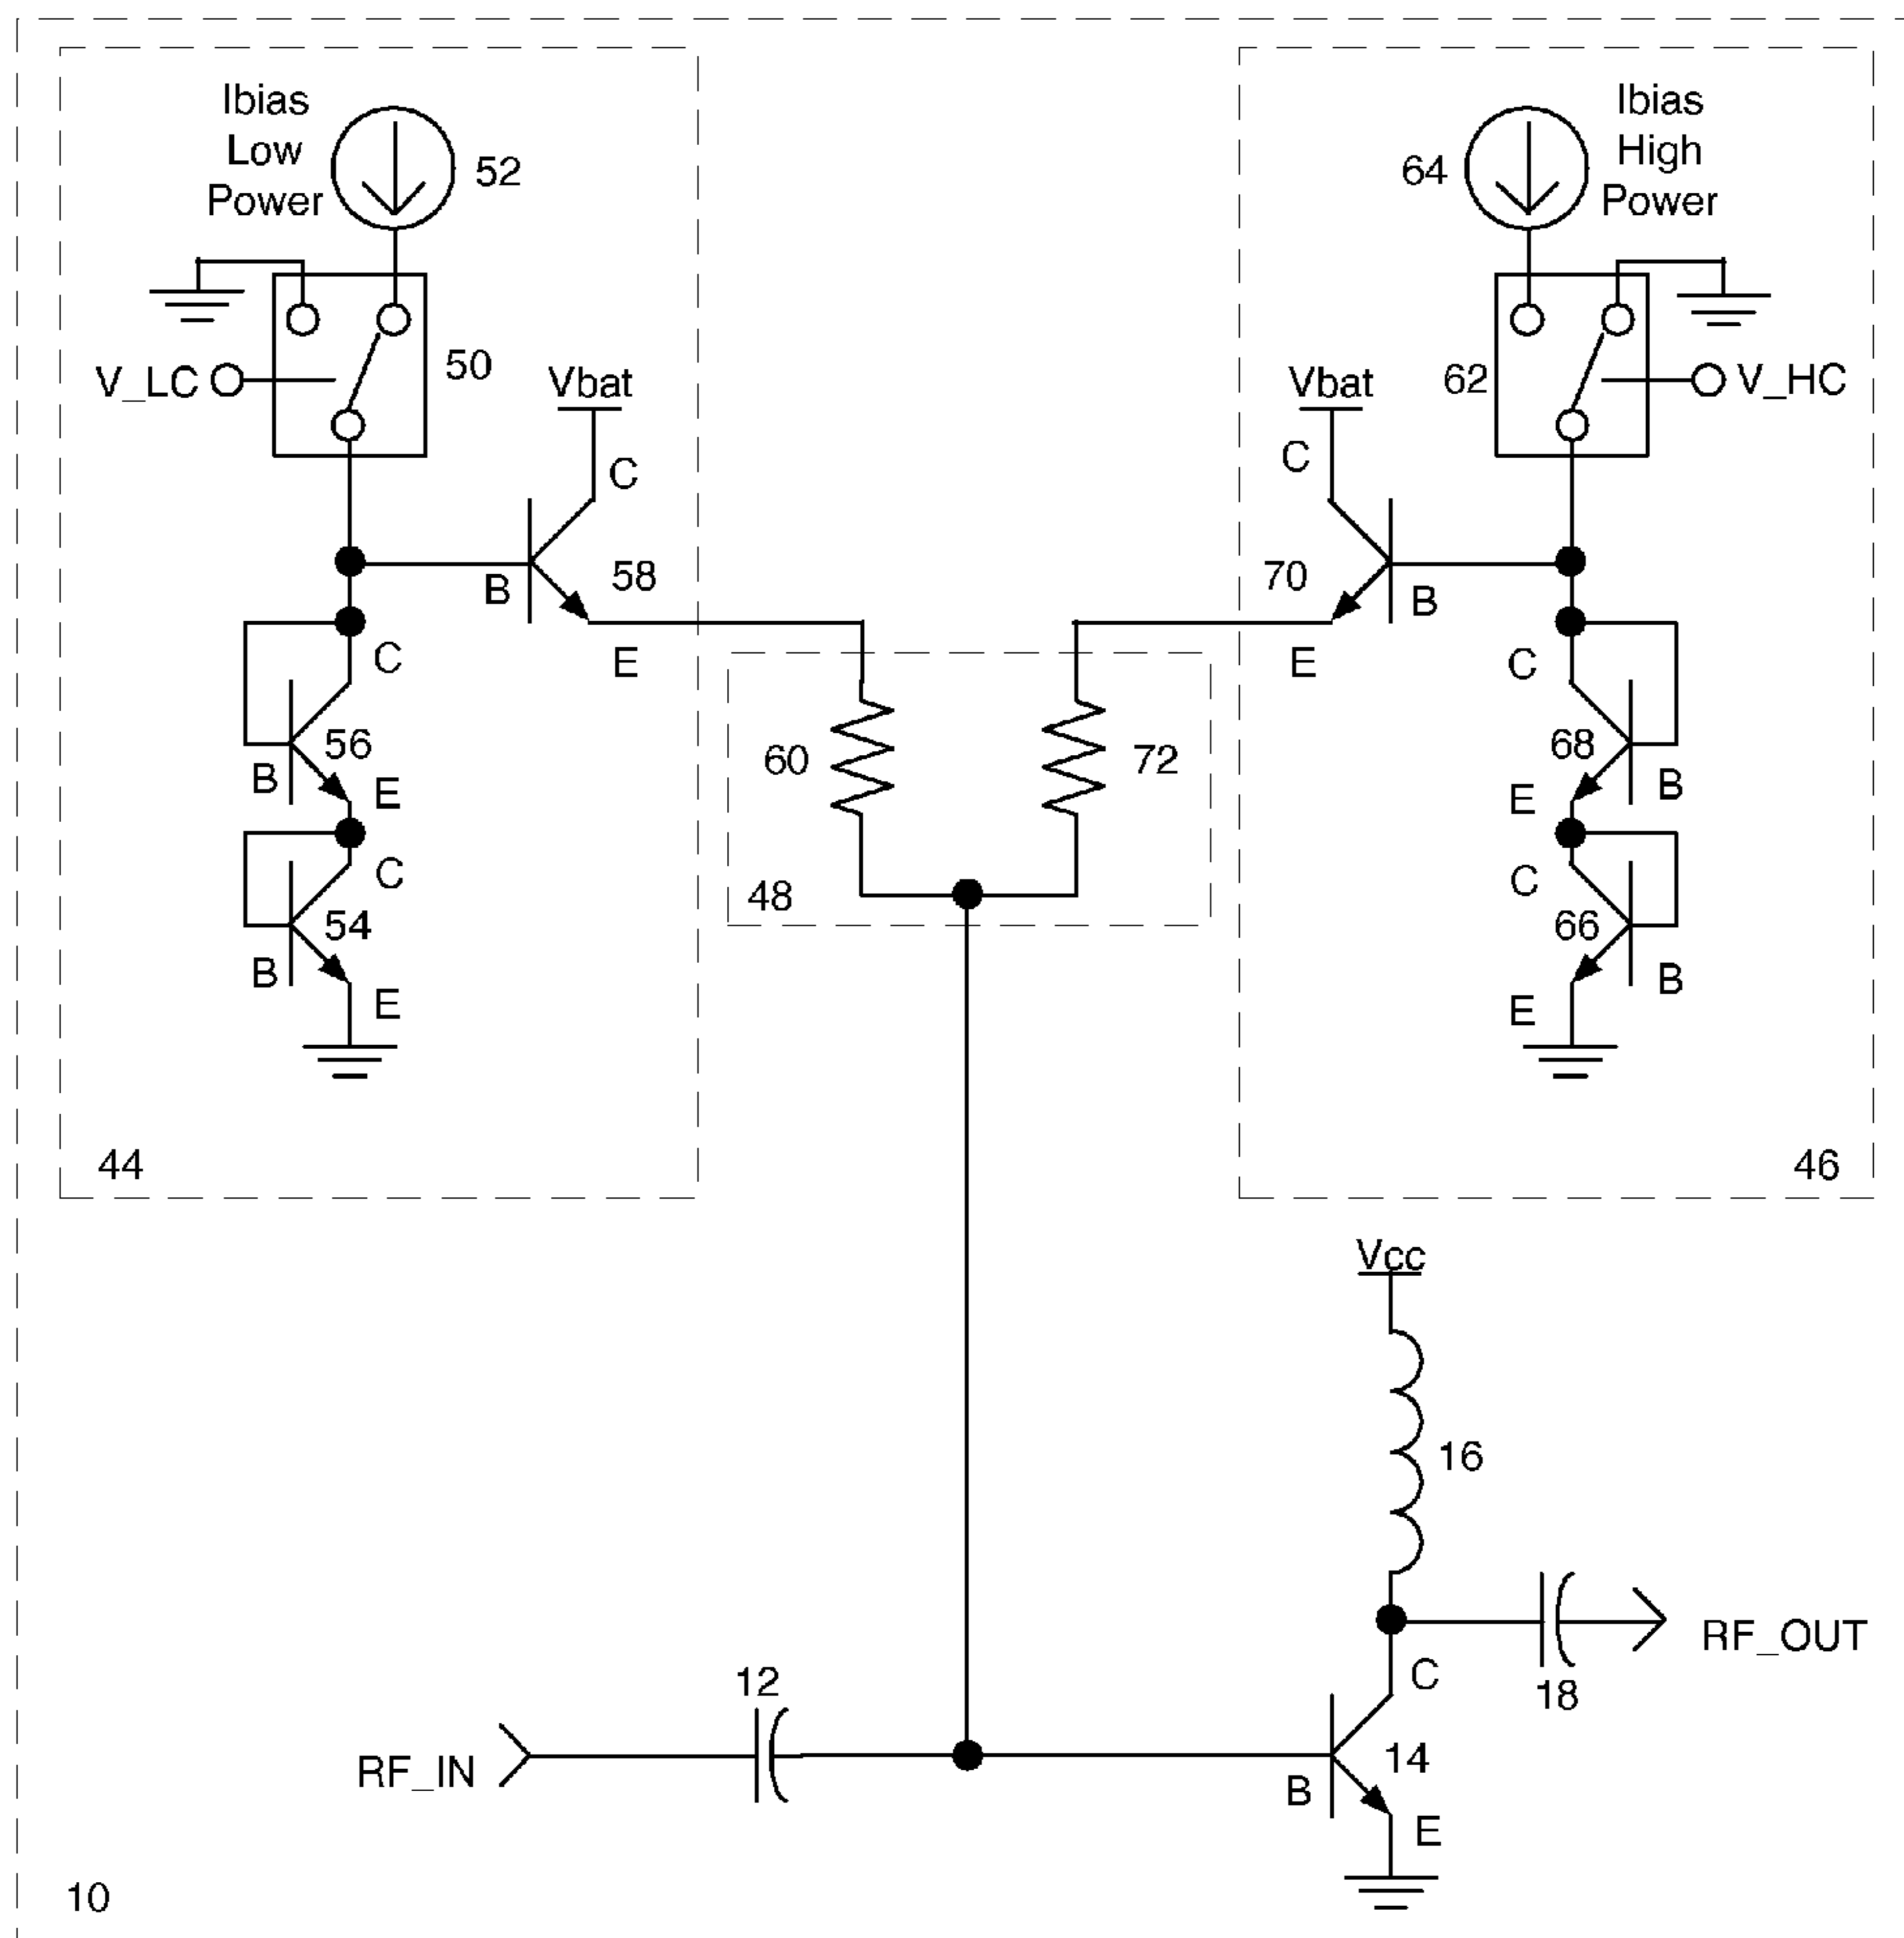 Ibias
Low
Power
52
V_LC
50
Vbat
C
B
58
E
C
56
B
E
C
54
B
E
44
60
72
48
Ibias
High
Power
64
62
V_HC
Vbat
C
70
B
E
C
68
B
E
C
66
B
E
46
Vcc
16
RF_OUT
18
C
12
14
RF_IN
B
E
10